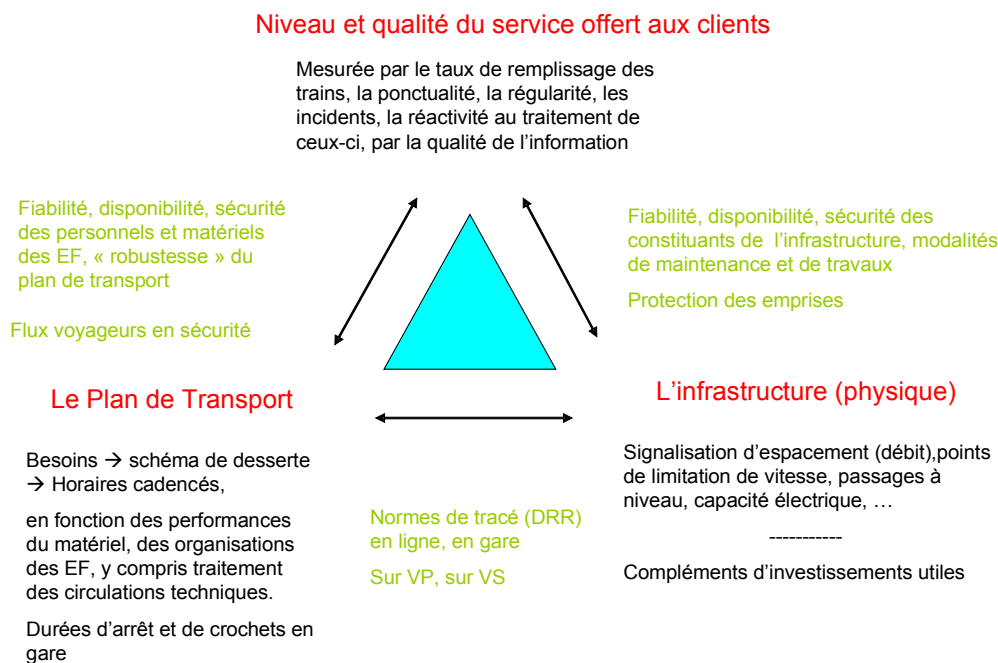 Niveau et qualité du service offert aux clients
Mesurée par le taux de remplissage des
trains, la ponctualité, la régularité, les
incidents, la réactivité au traitement de
ceux-ci, par la qualité de l'information
Fiabilité, disponibilité, sécurité
des personnels et matériels
des EF, « robustesse » du
plan de transport
Flux voyageurs en sécurité
Fiabilité, disponibilité, sécurité des
constituants de l'infrastructure, modalités
de maintenance et de travaux
Protection des emprises
Le Plan de Transport
Besoins → schéma de desserte
→ Horaires cadencés,
en fonction des performances
du matériel, des organisations
des EF, y compris traitement
des circulations techniques.
Durées d'arrêt et de crochets en
gare
Normes de tracé (DRR)
en ligne, en gare
Sur VP, sur VS
L'infrastructure (physique)
Signalisation d'espacement (débit),points
de limitation de vitesse, passages à
niveau, capacité électrique, …
-----------
Compléments d'investissements utiles